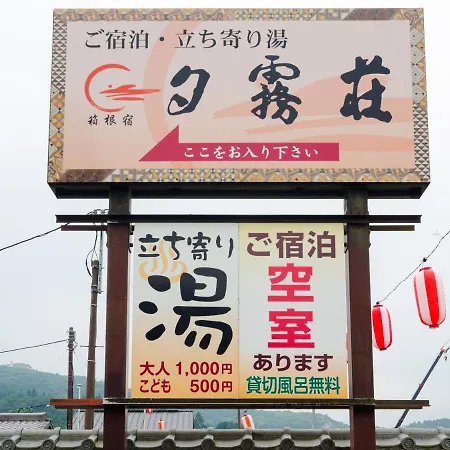 ご宿泊・立ち寄り湯
夕霧荘
箱根宿
ここをお入り下さい
立ち寄り
湯
大人 1,000円
こども 500円
ご宿泊
空室
あります
貸切風呂無料